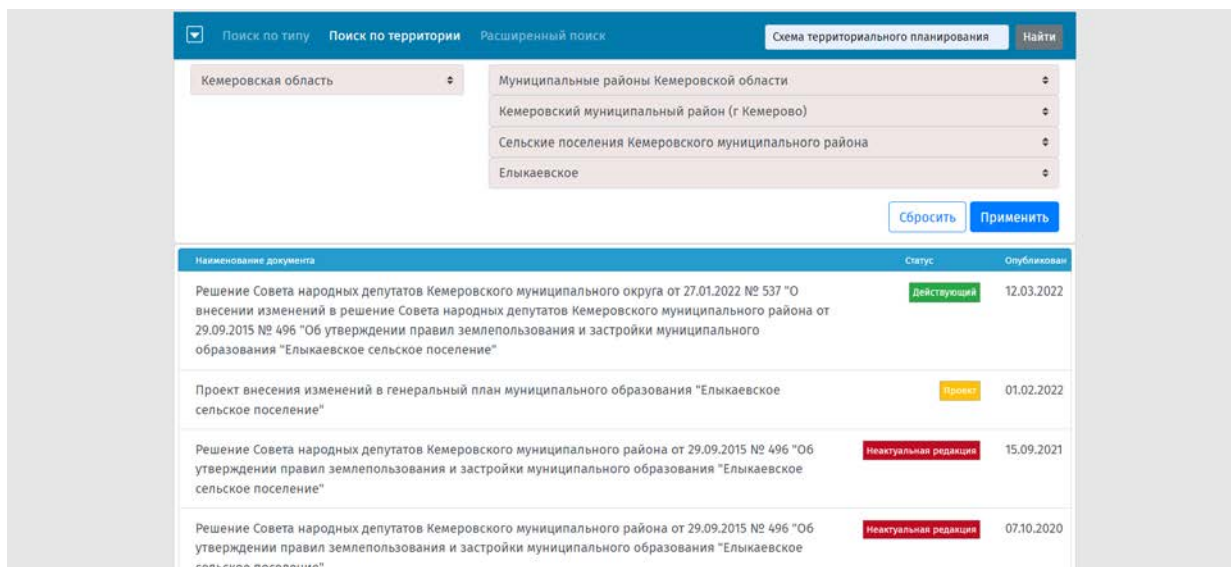 Поиск по типу Поиск по территории Расширенный поиск Схема территориального планирования Найти
Кемеровская область Муниципальные районы Кемеровской области
Кемеровский муниципальный район (г Кемерово)
Сельские поселения Кемеровского муниципального района
Елыкаевское
Сбросить Применить
Наименование документа Статус Опубликован
Решение Совета народных депутатов Кемеровского муниципального округа от 27.01.2022 № 537 "О Действующий 12.03.2022
внесении изменений в решение Совета народных депутатов Кемеровского муниципального района от
29.09.2015 № 496 "Об утверждении правил землепользования и застройки муниципального
образования "Елыкаевское сельское поселение"
Проект внесения изменений в генеральный план муниципального образования "Елыкаевское Проект 01.02.2022
сельское поселение"
Решение Совета народных депутатов Кемеровского муниципального района от 29.09.2015 № 496 "Об Неактуальная редакция 15.09.2021
утверждении правил землепользования и застройки муниципального образования "Елыкаевское
сельское поселение"
Решение Совета народных депутатов Кемеровского муниципального района от 29.09.2015 № 496 "Об Неактуальная редакция 07.10.2020
утверждении правил землепользования и застройки муниципального образования "Елыкаевское
сельское поселение"